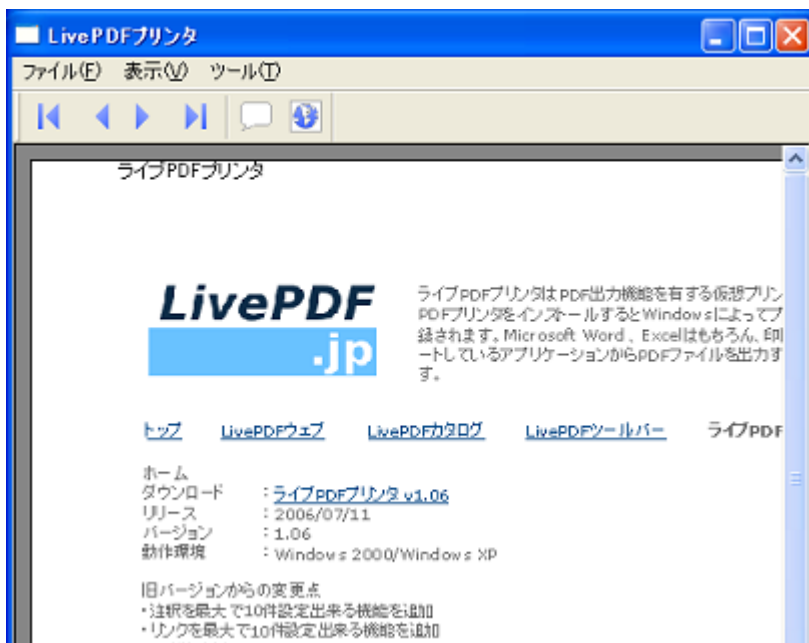 LivePDFプリンタ
ファイル(F) 表示(V) ツール(T)
ライブPDFプリンタ
LivePDF
.jp
ライブPDFプリンタはPDF出力機能を有する仮想プリン
PDFプリンタをインストールするとWindowsによってプ
録されます。Microsoft Word、Excelはもちろん、印
ートしているアプリケーションからPDFファイルを出力す
す。
トップ LivePDFウェブ LivePDFカタログ LivePDFツールバー ライブPDF
ホーム
ダウンロード :ライブPDFプリンタ v1.06
リリース :2006/07/11
バージョン :1.06
動作環境 :Windows 2000/Windows XP
旧バージョンからの変更点
・注釈を最大で10件設定出来る機能を追加
・リンクを最大で10件設定出来る機能を追加